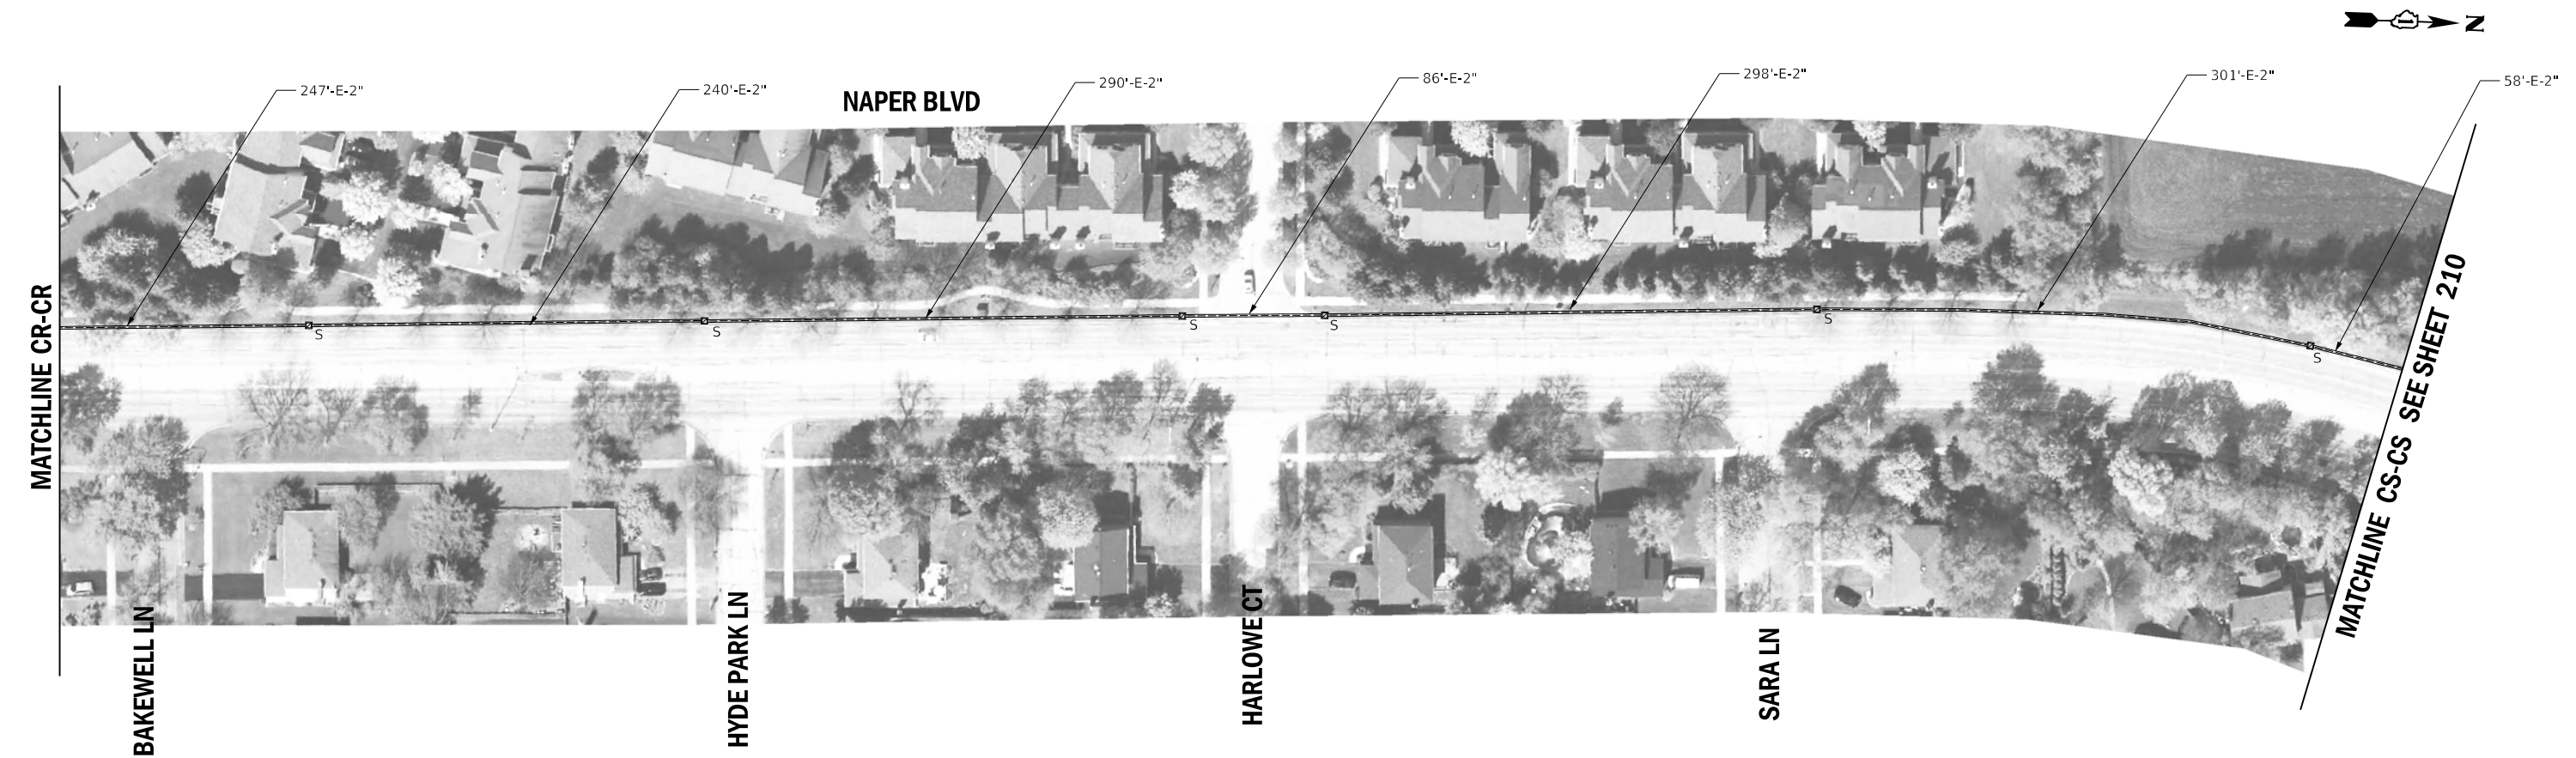 N
247'-E-2"
240'-E-2"
290'-E-2"
86'-E-2"
298'-E-2"
301'-E-2"
58'-E-2"
NAPER BLVD
MATCHLINE CR-CR
S
S
S
S
S
S
MATCHLINE CS-CS SEE SHEET 210
BAKEWELL LN
HYDE PARK LN
HARLOWE CT
SARA LN